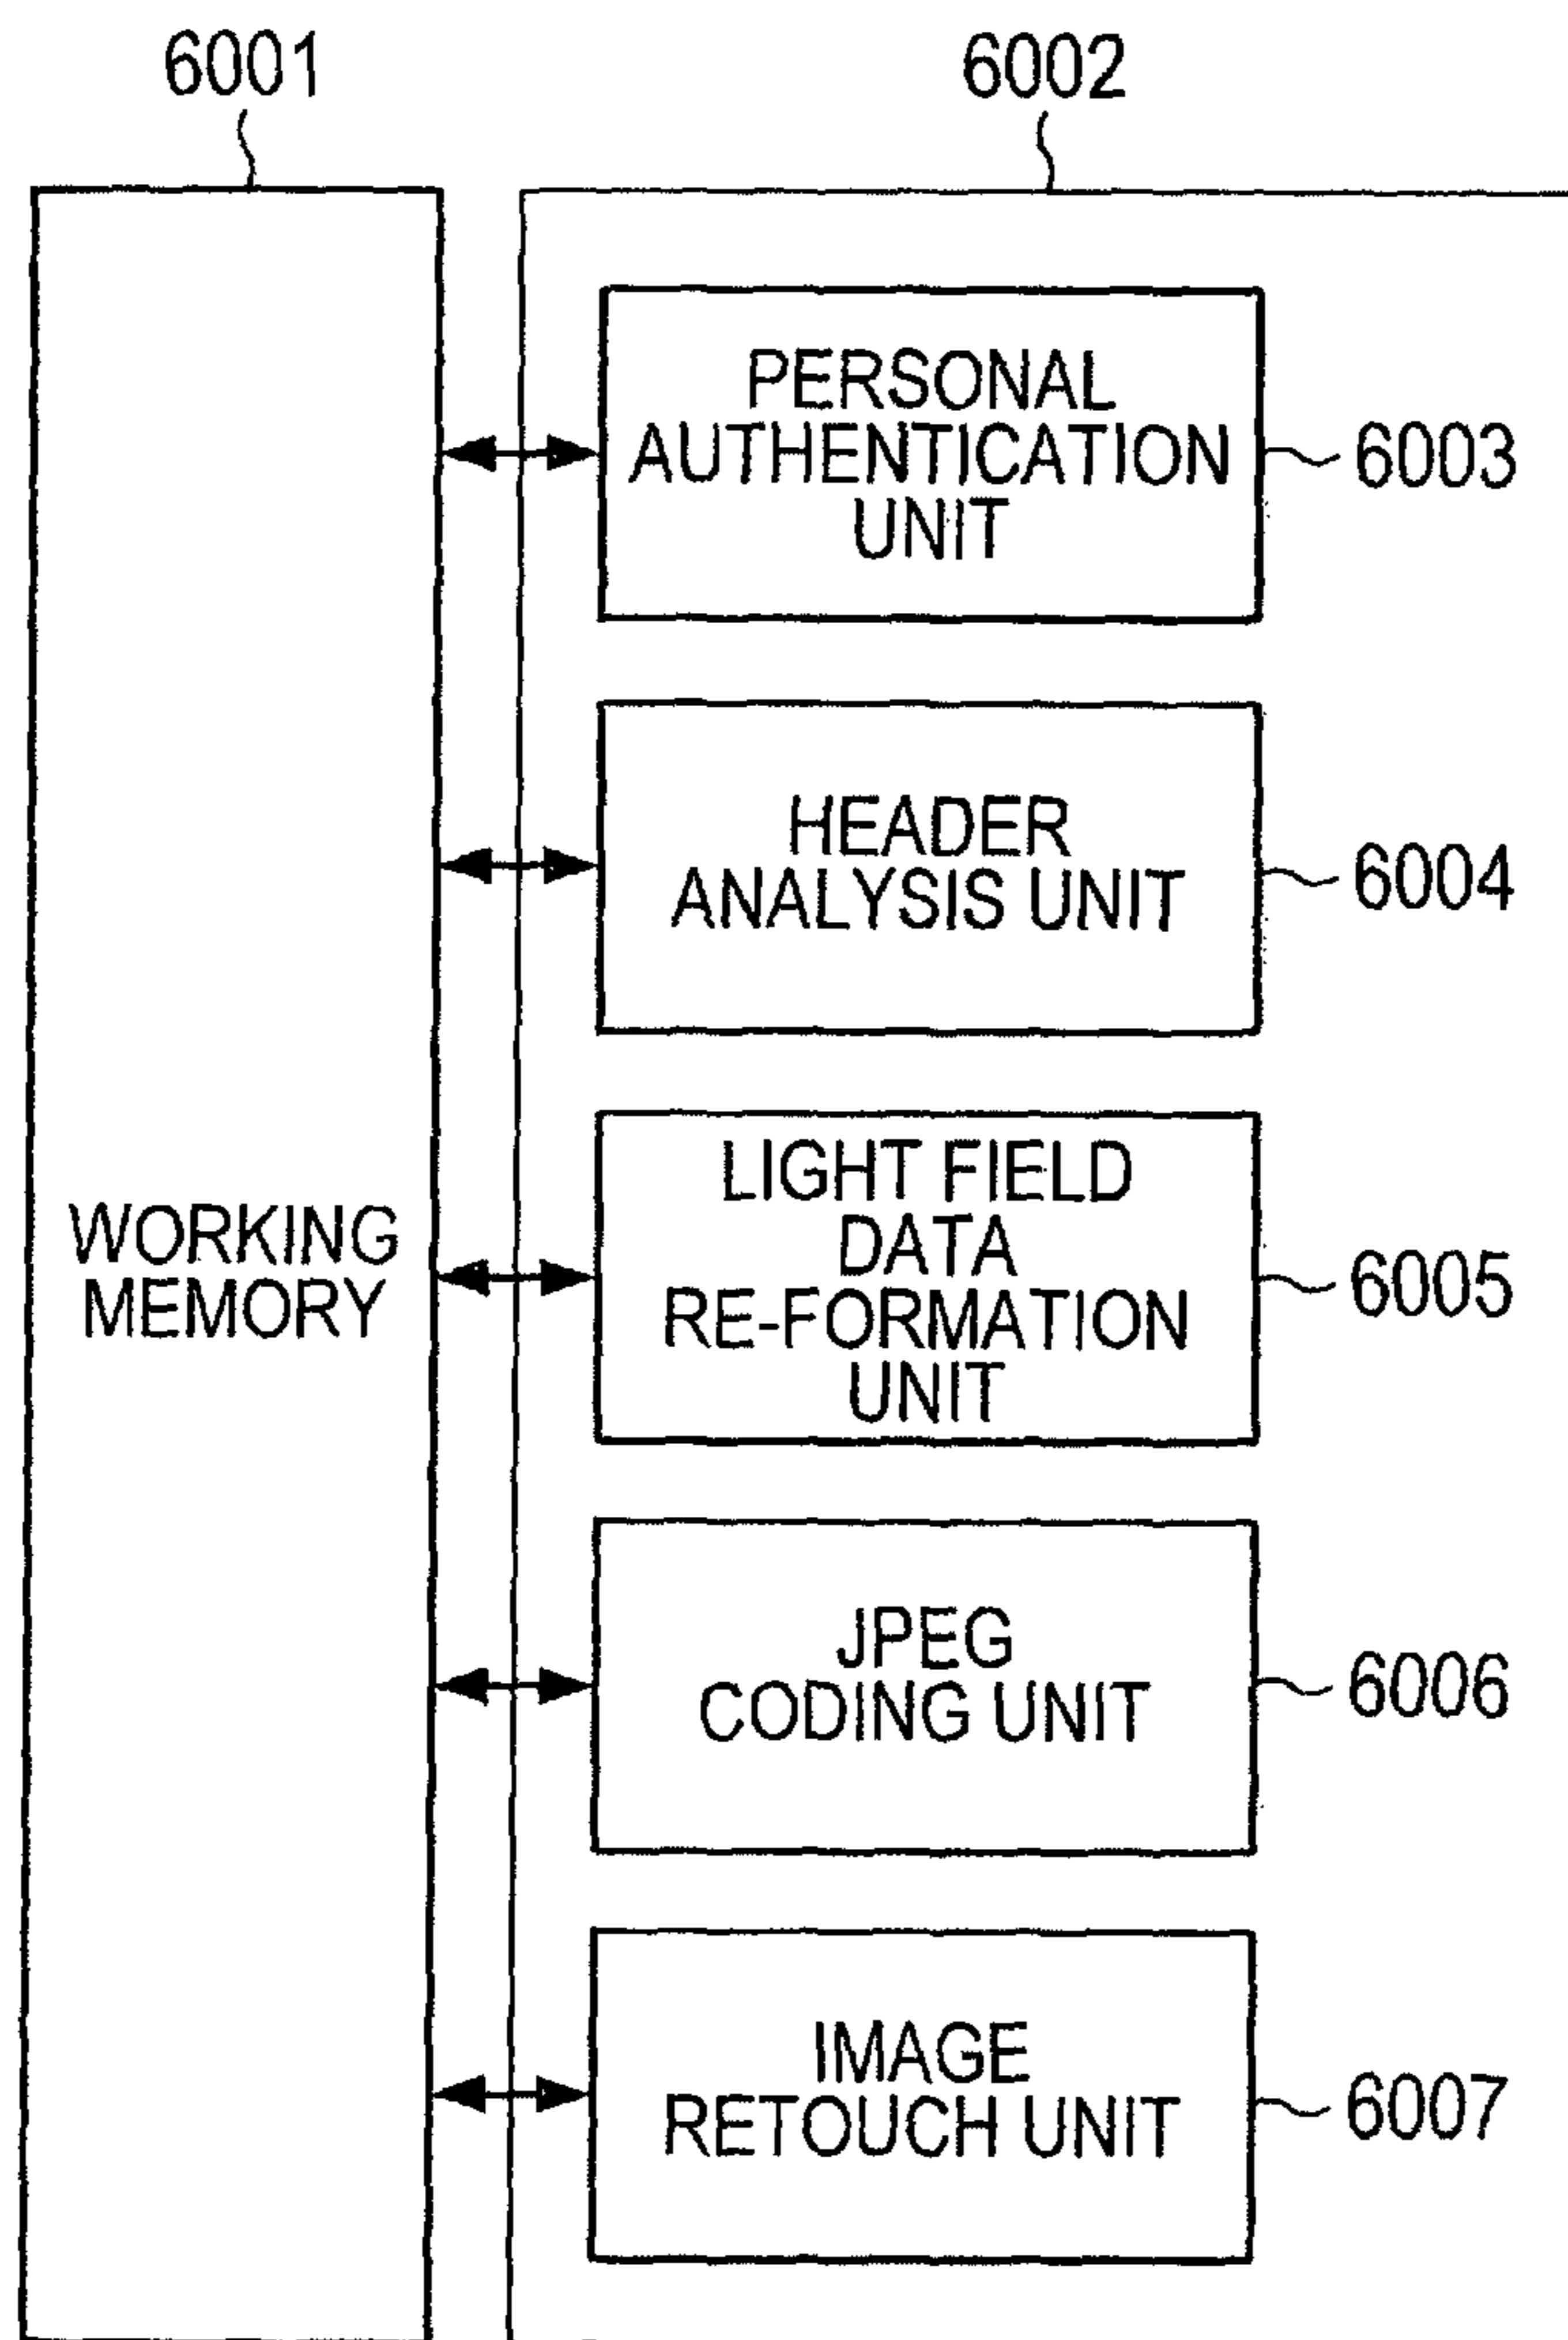 6001
6002
PERSONAL
AUTHENTICATION
UNIT
6003
HEADER
ANALYSIS UNIT
6004
LIGHT FIELD
DATA
RE-FORMATION
UNIT
6005
WORKING
MEMORY
JPEG
CODING UNIT
6006
IMAGE
RETOUCH UNIT
6007